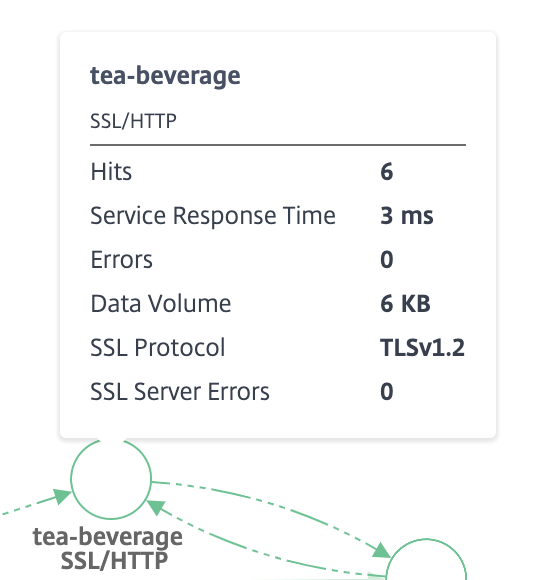 tea-beverage
SSL/HTTP
Hits 6
Service Response Time 3 ms
Errors 0
Data Volume 6 KB
SSL Protocol TLSv1.2
SSL Server Errors 0
tea-beverage
SSL/HTTP